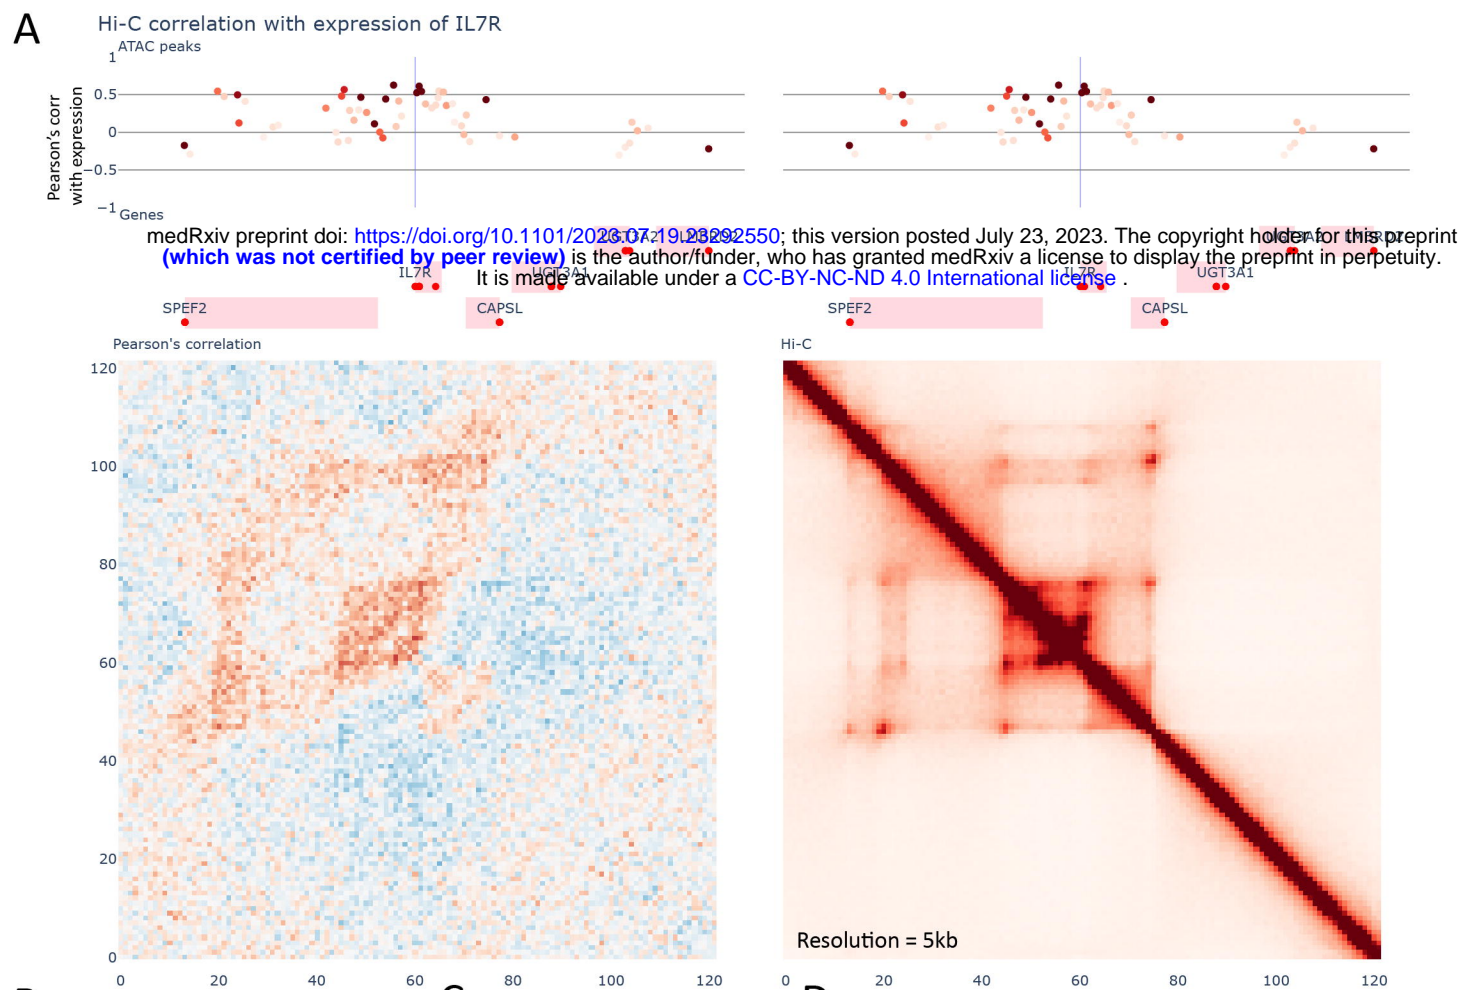 A
Hi-C correlation with expression of IL7R
ATAC peaks
Pearson's corr
with expression
1
0.5
0
−0.5
−1
Genes
UGT3A2
medRxiv preprint doi: https://doi.org/10.1101/2023.07.19.23292550; this version posted July 23, 2023. The copyright holder for this preprint
(which was not certified by peer review) is the author/funder, who has granted medRxiv a license to display the preprint in perpetuity.
It is made available under a CC-BY-NC-ND 4.0 International license .
IL7R UGT3A1 IL7R UGT3A1
SPEF2 CAPSL SPEF2 CAPSL
Pearson's correlation
Hi-C
120
100
80
60
40
20
0
Resolution = 5kb
0 20 40 60 80 100 120
0 20 40 60 80 100 120